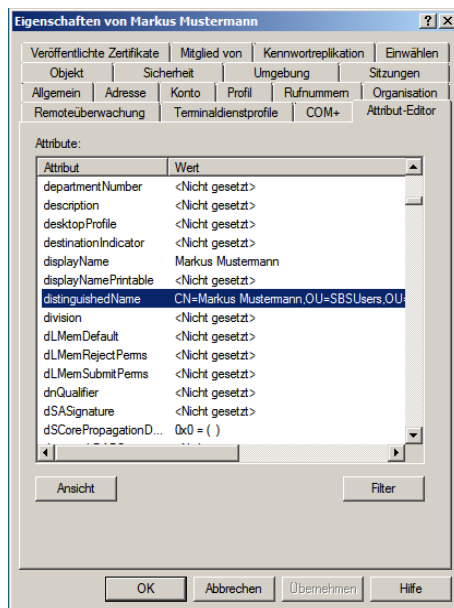 Eigenschaften von Markus Mustermann
Veröffentlichte Zertifikate Mitglied von Kennwortreplikation Einwählen
Objekt Sicherheit Umgebung Sitzungen
Allgemein Adresse Konto Profil Rufnummern Organisation
Remoteüberwachung Terminaldienstprofile COM+ Attribut-Editor
Attribute:
Attribut Wert
departmentNumber <Nicht gesetzt>
description <Nicht gesetzt>
desktopProfile <Nicht gesetzt>
destinationIndicator <Nicht gesetzt>
displayName Markus Mustermann
displayNamePrintable <Nicht gesetzt>
distinguishedName CN=Markus Mustermann,OU=SBSUsers,OU=
division <Nicht gesetzt>
dLMemDefault <Nicht gesetzt>
dLMemRejectPerms <Nicht gesetzt>
dLMemSubmitPerms <Nicht gesetzt>
dnQualifier <Nicht gesetzt>
dSASignature <Nicht gesetzt>
dSCorePropagationD... 0x0 = ( )
Ansicht Filter
OK Abbrechen Übernehmen Hilfe